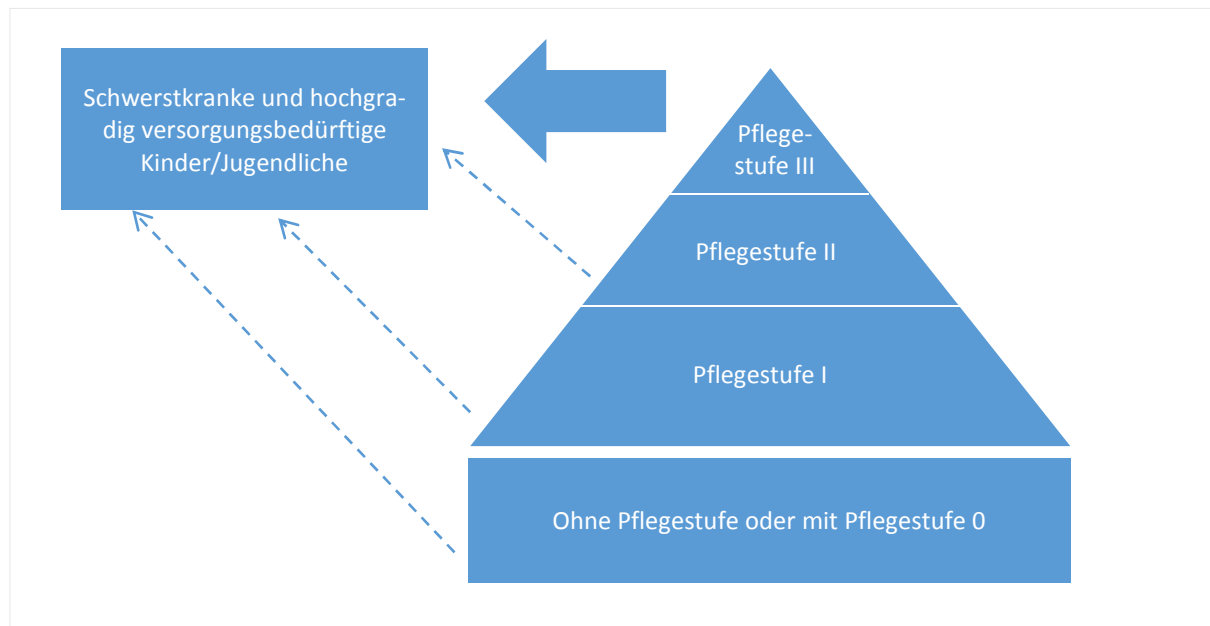 Schwerstkranke und hochgra-
dig versorgungsbedürftige
Kinder/Jugendliche
Pflege-
stufe III
Pflegestufe II
Pflegestufe I
Ohne Pflegestufe oder mit Pflegestufe 0